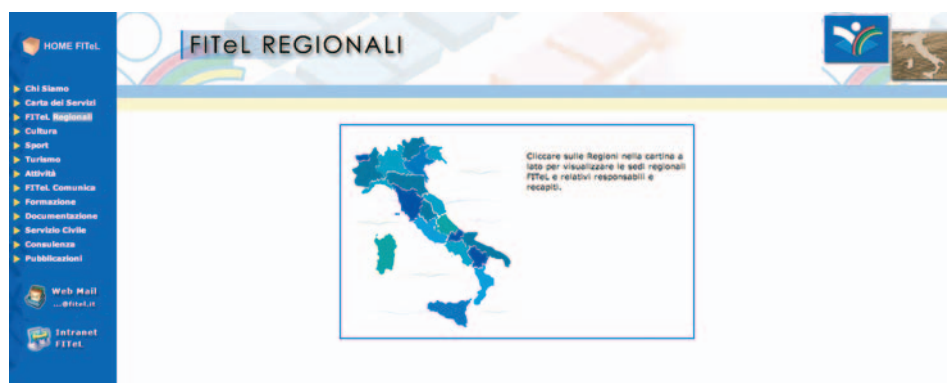 HOME FITeL
FITeL REGIONALI
Chi Siamo
Carta dei Servizi
FITeL Regionali
Cultura
Sport
Turismo
Attività
FITeL Comunica
Formazione
Documentazione
Servizio Civile
Consulenza
Pubblicazioni
Web Mail
...@fitel.it
Intranet
FITeL
Cliccare sulle Regioni nella cartina a
lato per visualizzare le sedi regionali
FITeL e relativi responsabili e
recapiti.